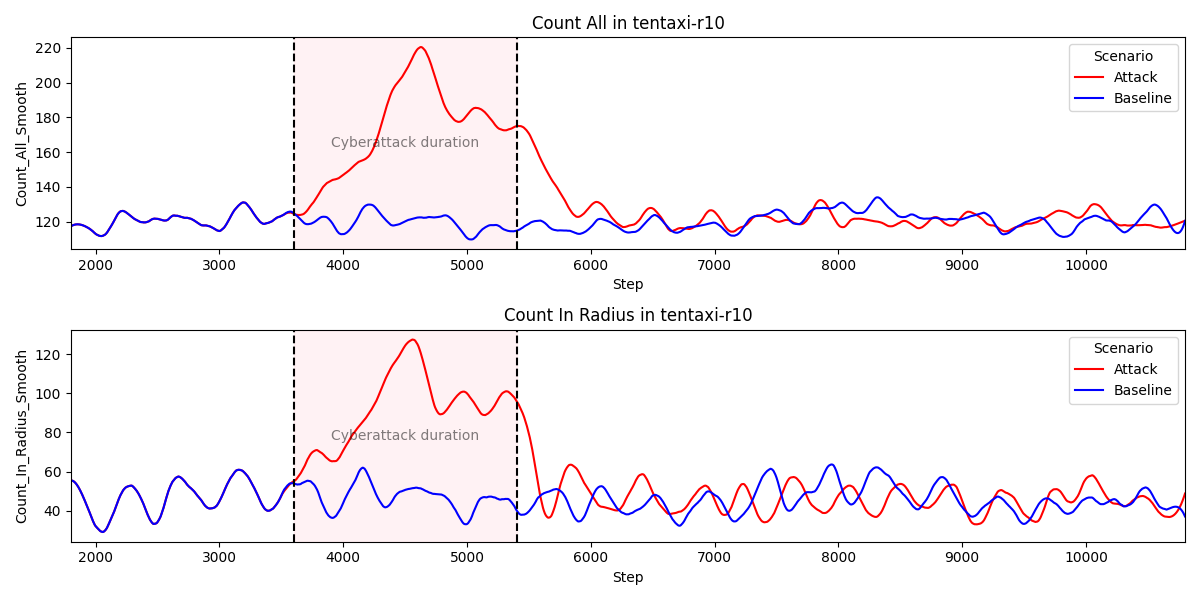 Count All in tentaxi-r10
Count_All_Smooth
220
200
180
160
140
120
Cyberattack duration
Scenario
Attack
Baseline
2000 3000 4000 5000 6000 7000 8000 9000 10000
Step
Count In Radius in tentaxi-r10
Count_In_Radius_Smooth
120
100
80
60
40
Cyberattack duration
Scenario
Attack
Baseline
2000 3000 4000 5000 6000 7000 8000 9000 10000
Step